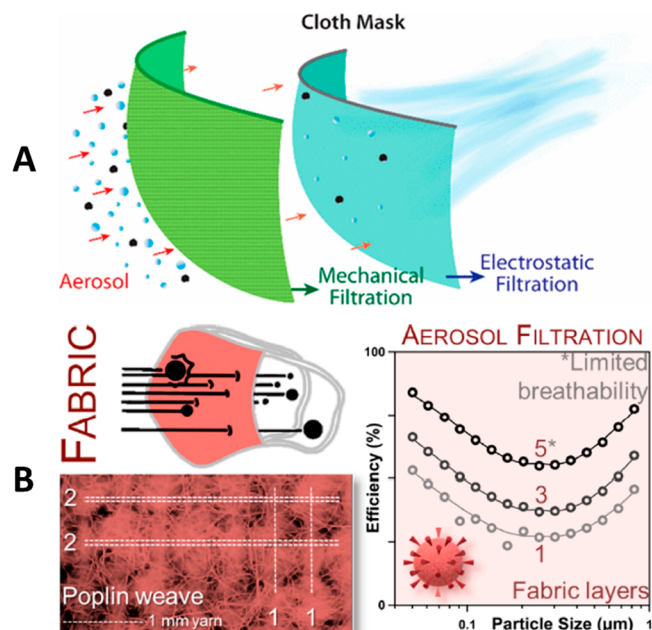 Cloth Mask
A
Aerosol
Mechanical
Filtration
Electrostatic
Filtration
B
FABRIC
2
2
Poplin weave
1 mm yarn
1 1
AEROSOL FILTRATION
*Limited
breathability
100
Efficiency (%)
0
5*
3
1
Fabric layers
0.1
1
Particle Size (μm)